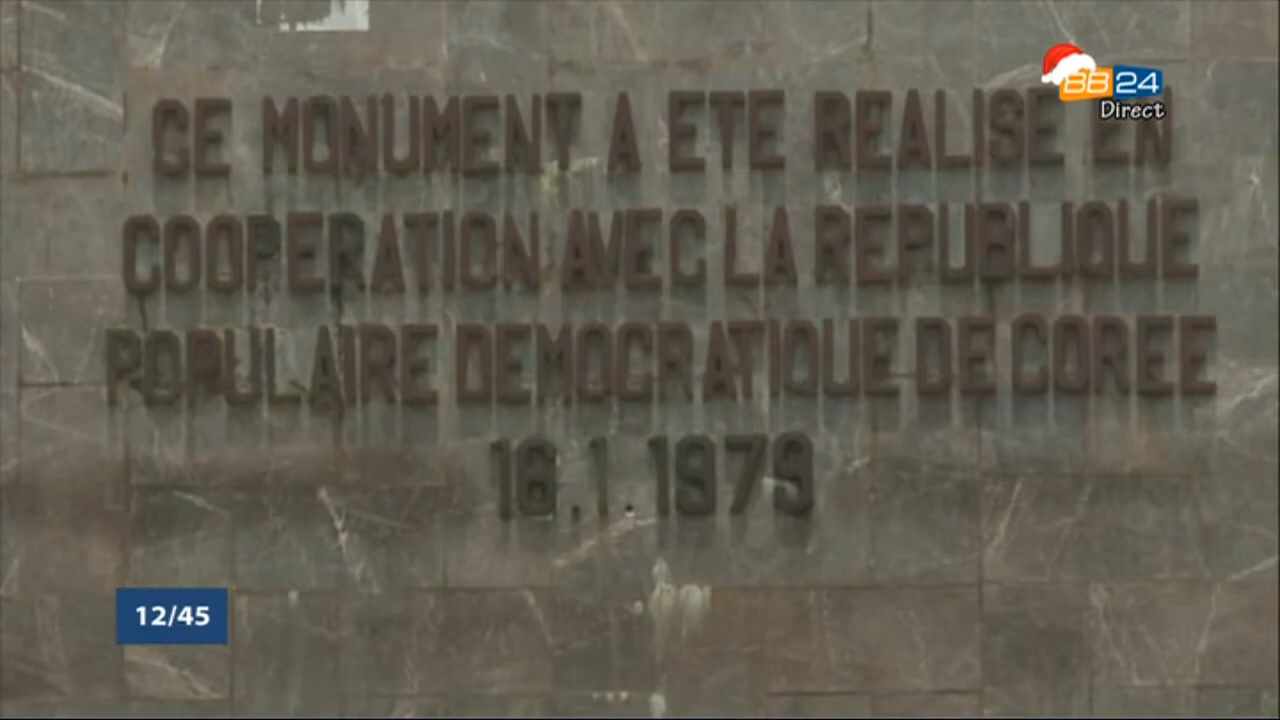 BB24
Direct
CE MONUMENT A ETE REALISE EN
COOPERATION AVEC LA REPUBLIQUE
POPULAIRE DEMOCRATIQUE DE COREE
16.1.1979
12/45